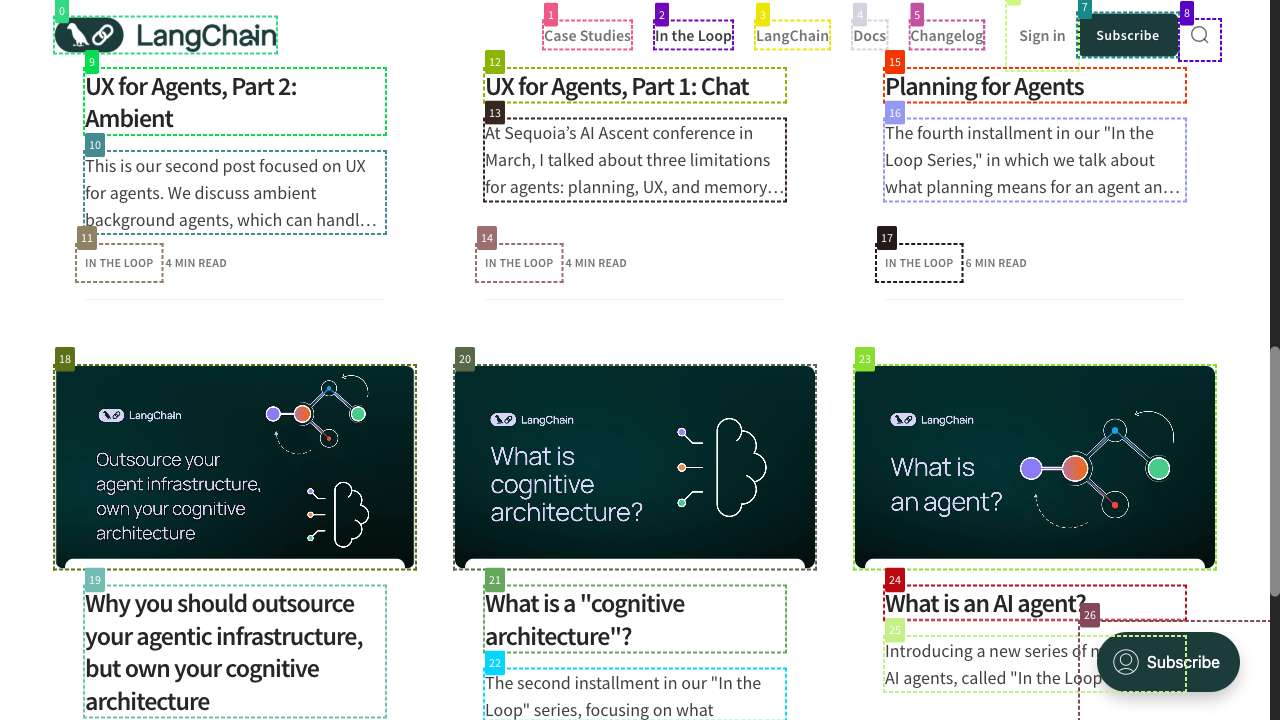 0
LangChain
1
Case Studies
2
In the Loop
3
LangChain
4
Docs
5
Changelog
Sign in
7
Subscribe
8
9
UX for Agents, Part 2:
Ambient
10
This is our second post focused on UX
for agents. We discuss ambient
background agents, which can handl…
11
IN THE LOOP
4 MIN READ
12
UX for Agents, Part 1: Chat
13
At Sequoia’s AI Ascent conference in
March, I talked about three limitations
for agents: planning, UX, and memory…
14
IN THE LOOP
4 MIN READ
15
Planning for Agents
16
The fourth installment in our "In the
Loop Series," in which we talk about
what planning means for an agent an…
17
IN THE LOOP
6 MIN READ
18
LangChain
Outsource your
agent infrastructure,
own your cognitive
architecture
19
Why you should outsource
your agentic infrastructure,
but own your cognitive
architecture
20
LangChain
What is
cognitive
architecture?
21
What is a "cognitive
architecture"?
22
The second installment in our "In the
Loop" series, focusing on what
23
LangChain
What is
an agent?
24
What is an AI agent?
25
Introducing a new series of
AI agents, called "In the Loop
26
Subscribe